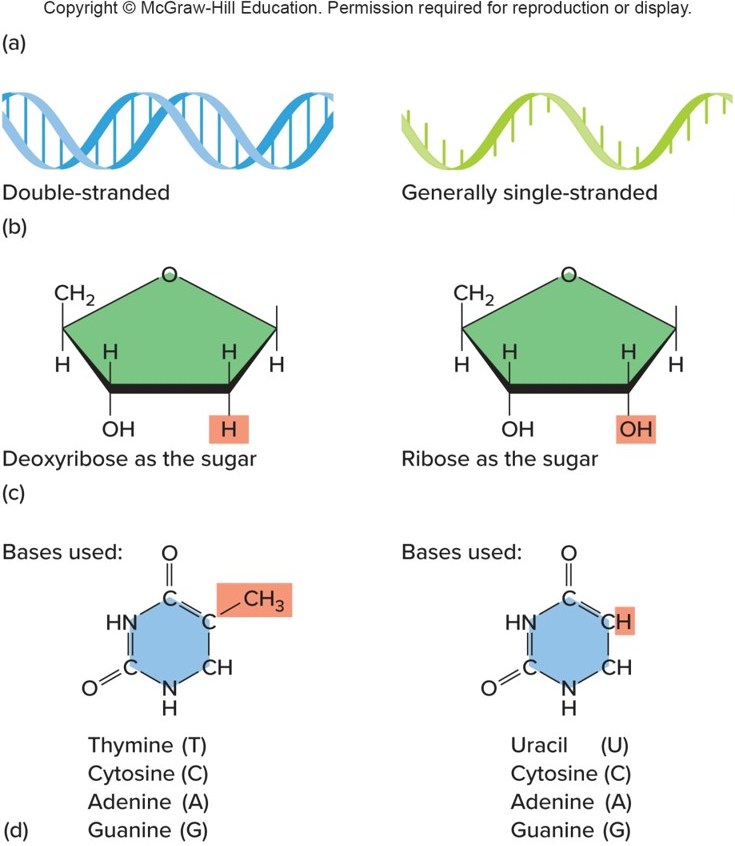 Copyright © McGraw-Hill Education. Permission required for reproduction or display.
(a)
Double-stranded
Generally single-stranded
(b)
O
CH2
H
H
H
H
OH
H
Deoxyribose as the sugar
O
CH2
H
H
H
H
OH
OH
Ribose as the sugar
(c)
Bases used:
O
C
CH3
HN
C
C
CH
O
N
H
Thymine (T)
Cytosine (C)
Adenine (A)
Guanine (G)
Bases used:
O
C
HN
CH
C
CH
O
N
H
Uracil (U)
Cytosine (C)
Adenine (A)
Guanine (G)
(d)